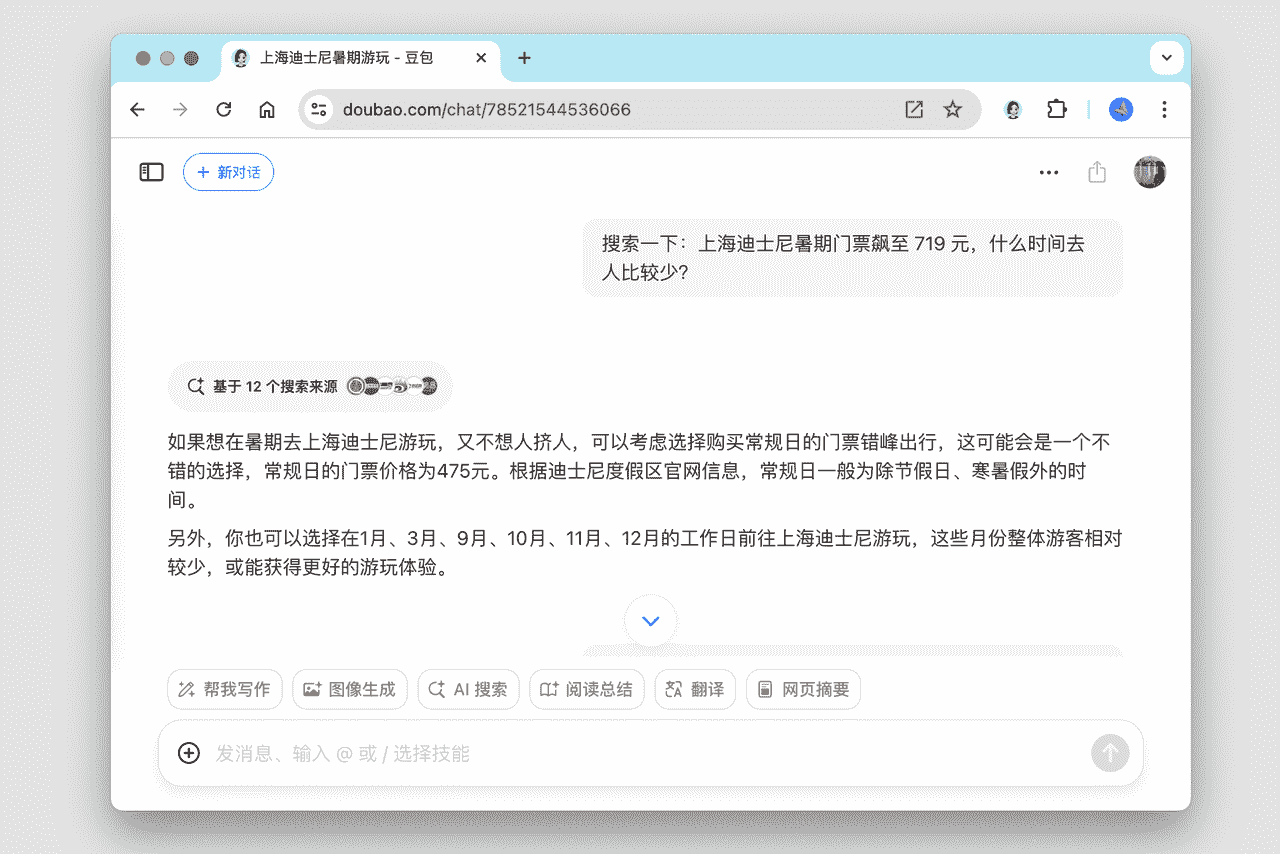 上海迪士尼暑期游玩 - 豆包
doubao.com/chat/78521544536066
新对话
搜索一下：上海迪士尼暑期门票飙至 719 元，什么时间去
人比较少?
基于 12 个搜索来源
如果想在暑期去上海迪士尼游玩，又不想人挤人，可以考虑选择购买常规日的门票错峰出行，这可能会是一个不
错的选择，常规日的门票价格为475元。根据迪士尼度假区官网信息，常规日一般为除节假日、寒暑假外的时
间。
另外，你也可以选择在1月、3月、9月、10月、11月、12月的工作日前往上海迪士尼游玩，这些月份整体游客相对
较少，或能获得更好的游玩体验。
帮我写作 图像生成 AI 搜索 阅读总结 翻译 网页摘要
发消息、输入 @ 或 / 选择技能